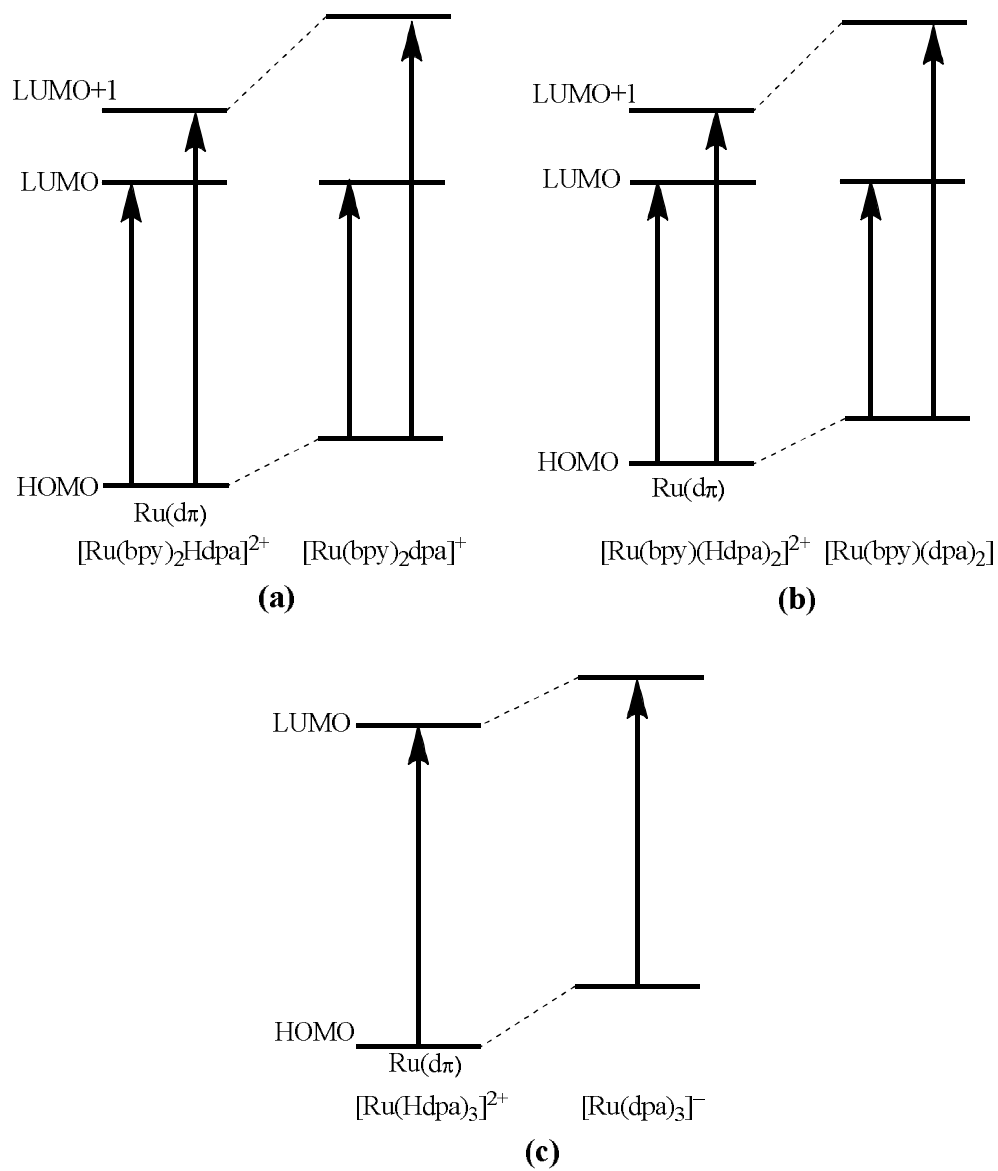 LUMO+1
LUMO
HOMO
Ru(dπ)
[Ru(bpy)₂Hdpa]²⁺ [Ru(bpy)₂dpa]⁺
(a)
LUMO+1
LUMO
HOMO
Ru(dπ)
[Ru(bpy)(Hdpa)₂]²⁺ [Ru(bpy)(dpa)₂]
(b)
LUMO
HOMO
Ru(dπ)
[Ru(Hdpa)₃]²⁺ [Ru(dpa)₃]⁻
(c)